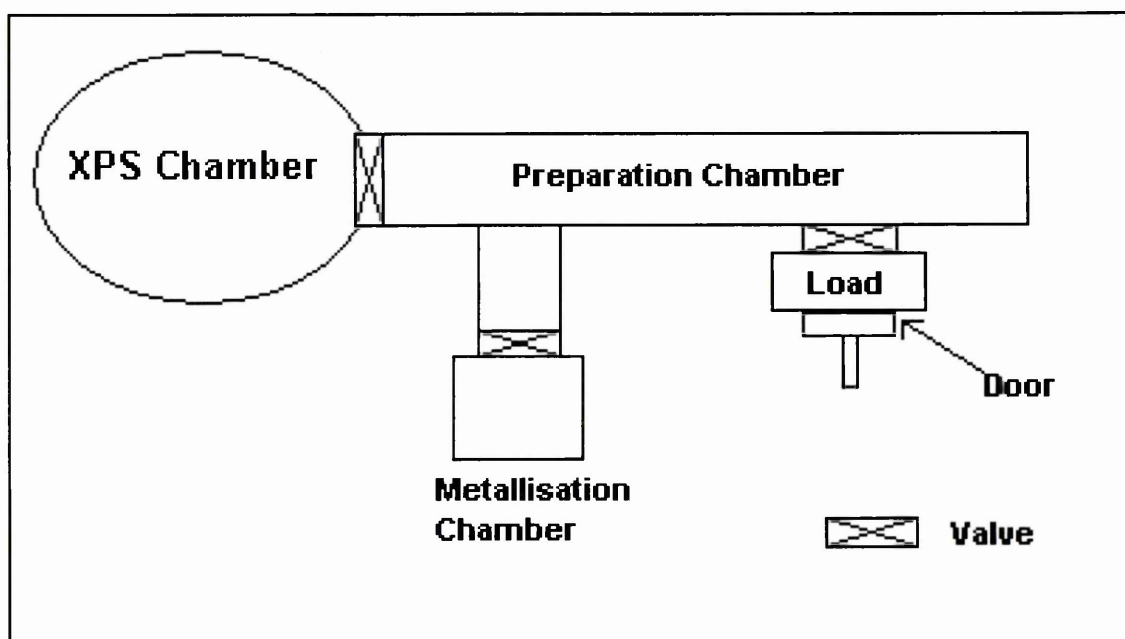 XPS Chamber
Preparation Chamber
Load
Door
Metallisation
Chamber
Valve